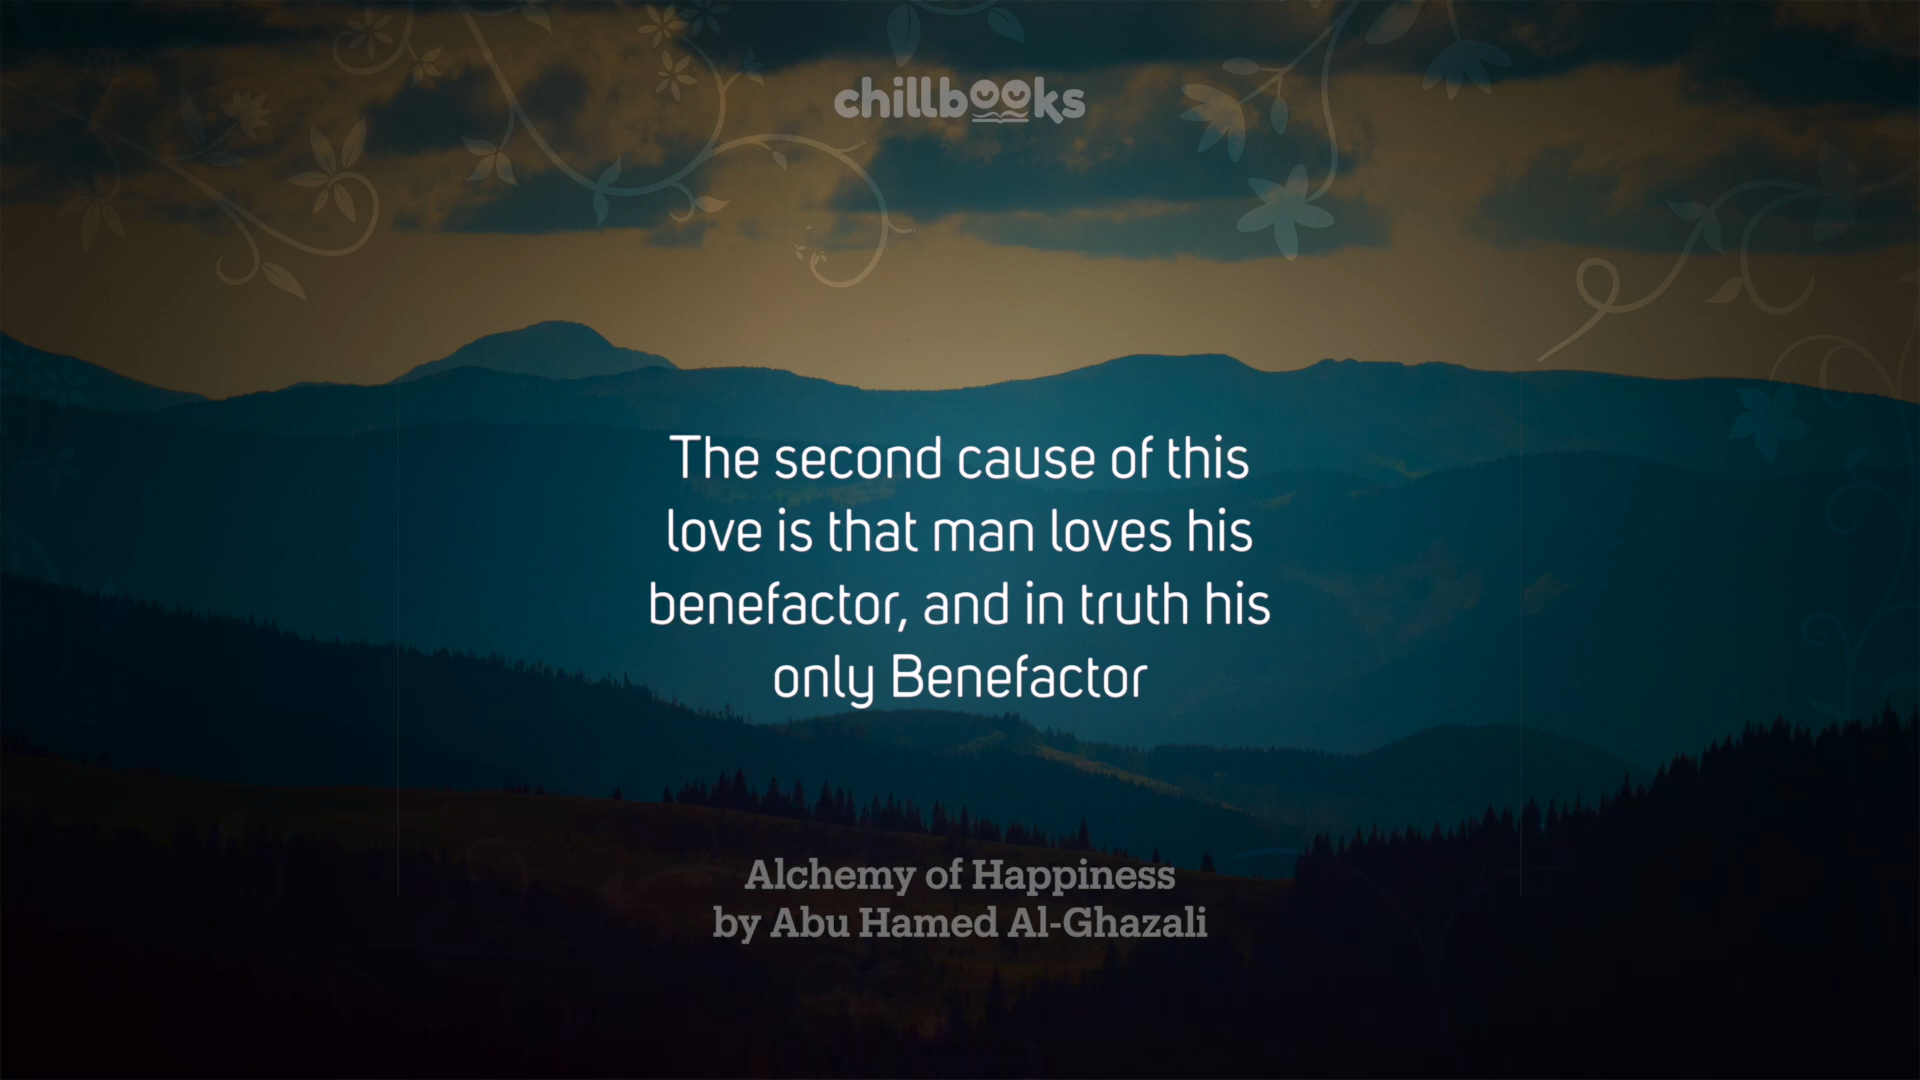 chillbooks
The second cause of this
love is that man loves his
benefactor, and in truth his
only Benefactor
Alchemy of Happiness
by Abu Hamed Al-Ghazali